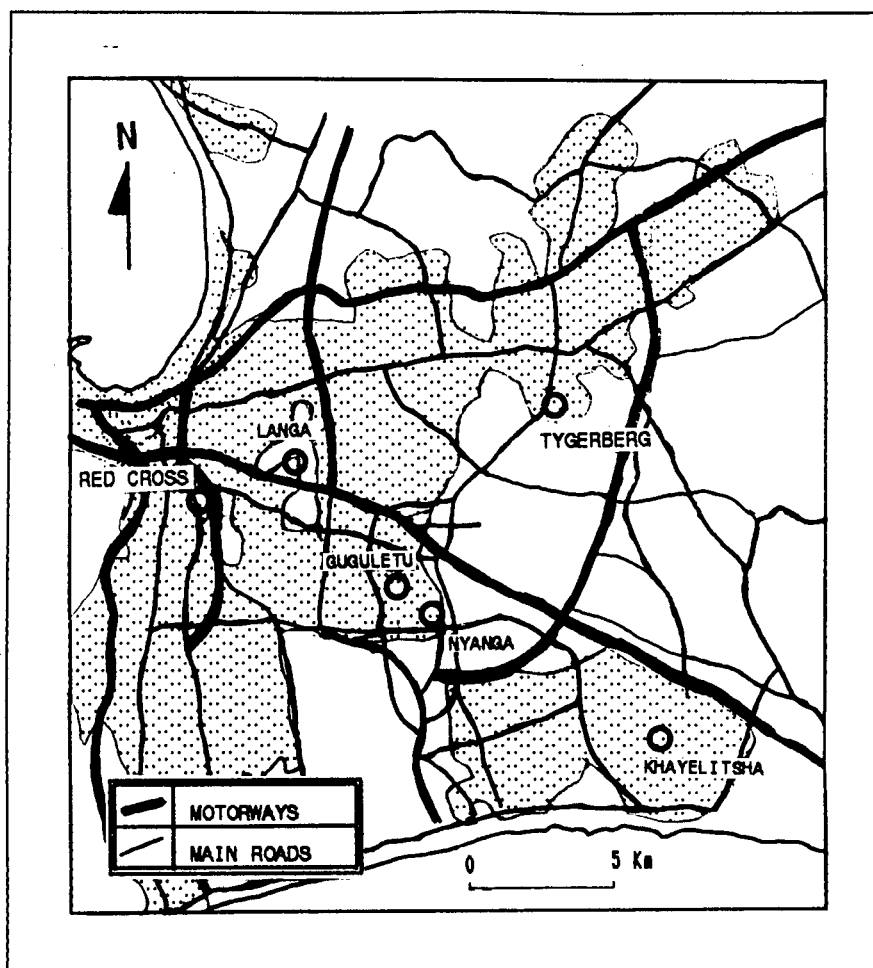 N
LANGA
RED CROSS
TYGERBERG
GUGULETU
NYANGA
KHAYELITSHA
MOTORWAYS
MAIN ROADS
0 5 Km